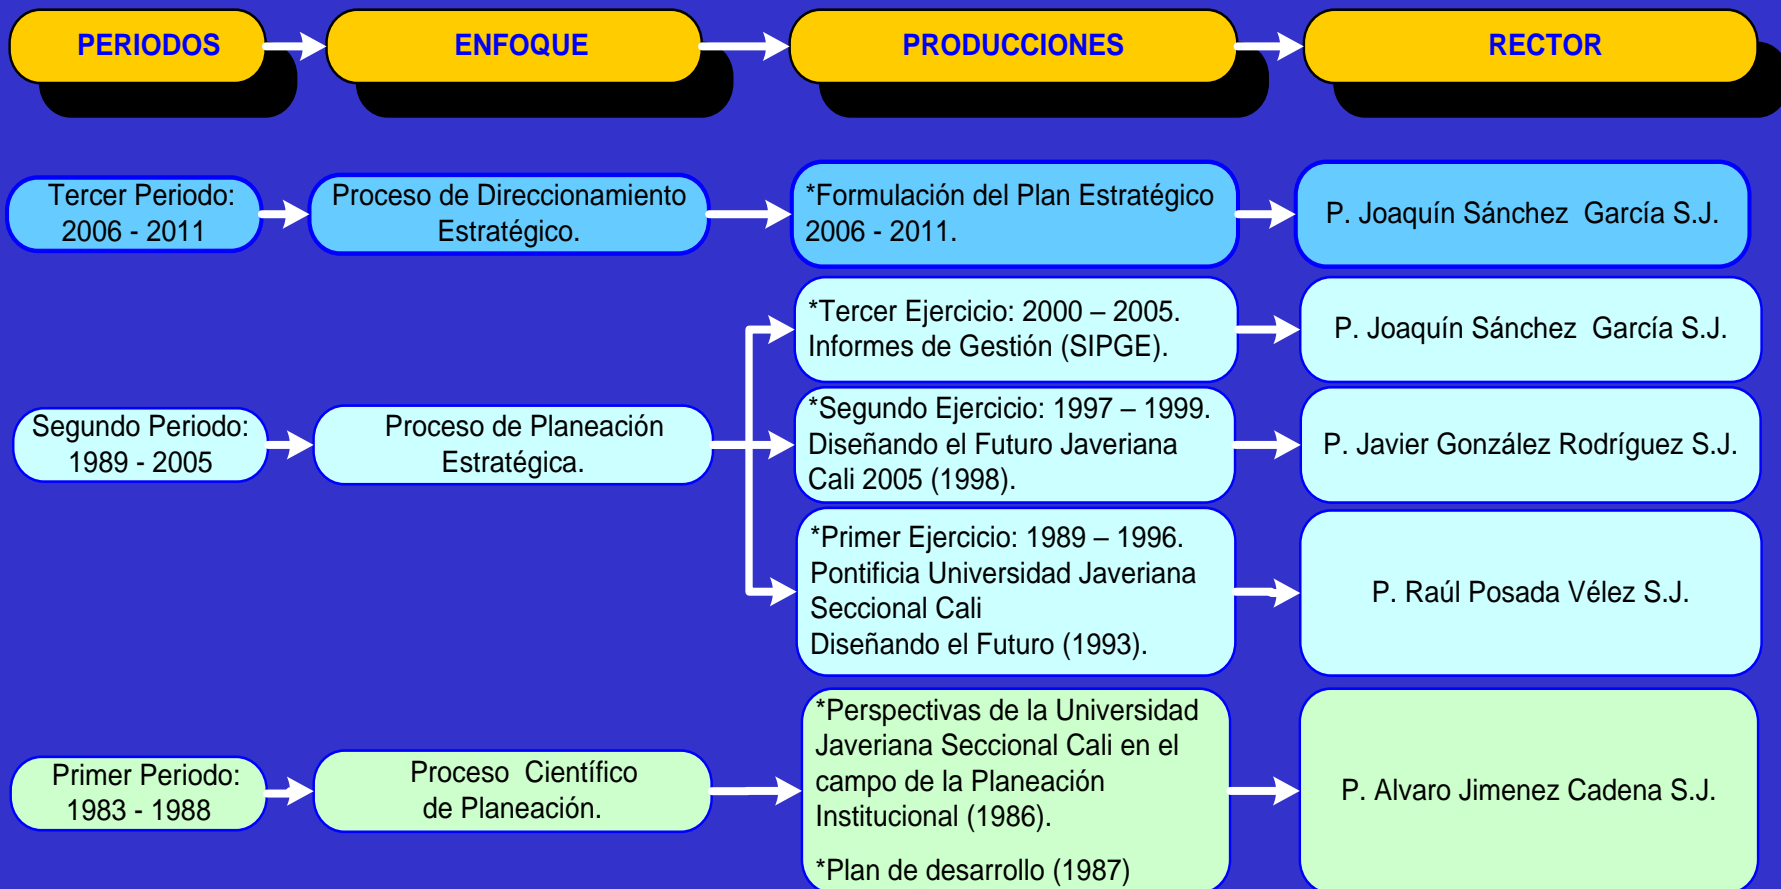 PERIODOS
ENFOQUE
PRODUCCIONES
RECTOR
Tercer Periodo:
2006 - 2011
Proceso de Direccionamiento
Estratégico.
*Formulación del Plan Estratégico
2006 - 2011.
P. Joaquín Sánchez  García S.J.
Segundo Periodo:
1989 - 2005
Proceso de Planeación
Estratégica.
*Tercer Ejercicio: 2000 – 2005.
Informes de Gestión (SIPGE).
P. Joaquín Sánchez  García S.J.
*Segundo Ejercicio: 1997 – 1999.
Diseñando el Futuro Javeriana
Cali 2005 (1998).
P. Javier González Rodríguez S.J.
*Primer Ejercicio: 1989 – 1996.
Pontificia Universidad Javeriana
Seccional Cali
Diseñando el Futuro (1993).
P. Raúl Posada Vélez S.J.
Primer Periodo:
1983 - 1988
Proceso  Científico
de Planeación.
*Perspectivas de la Universidad
Javeriana Seccional Cali en el
campo de la Planeación
Institucional (1986).
*Plan de desarrollo (1987)
P. Alvaro Jimenez Cadena S.J.